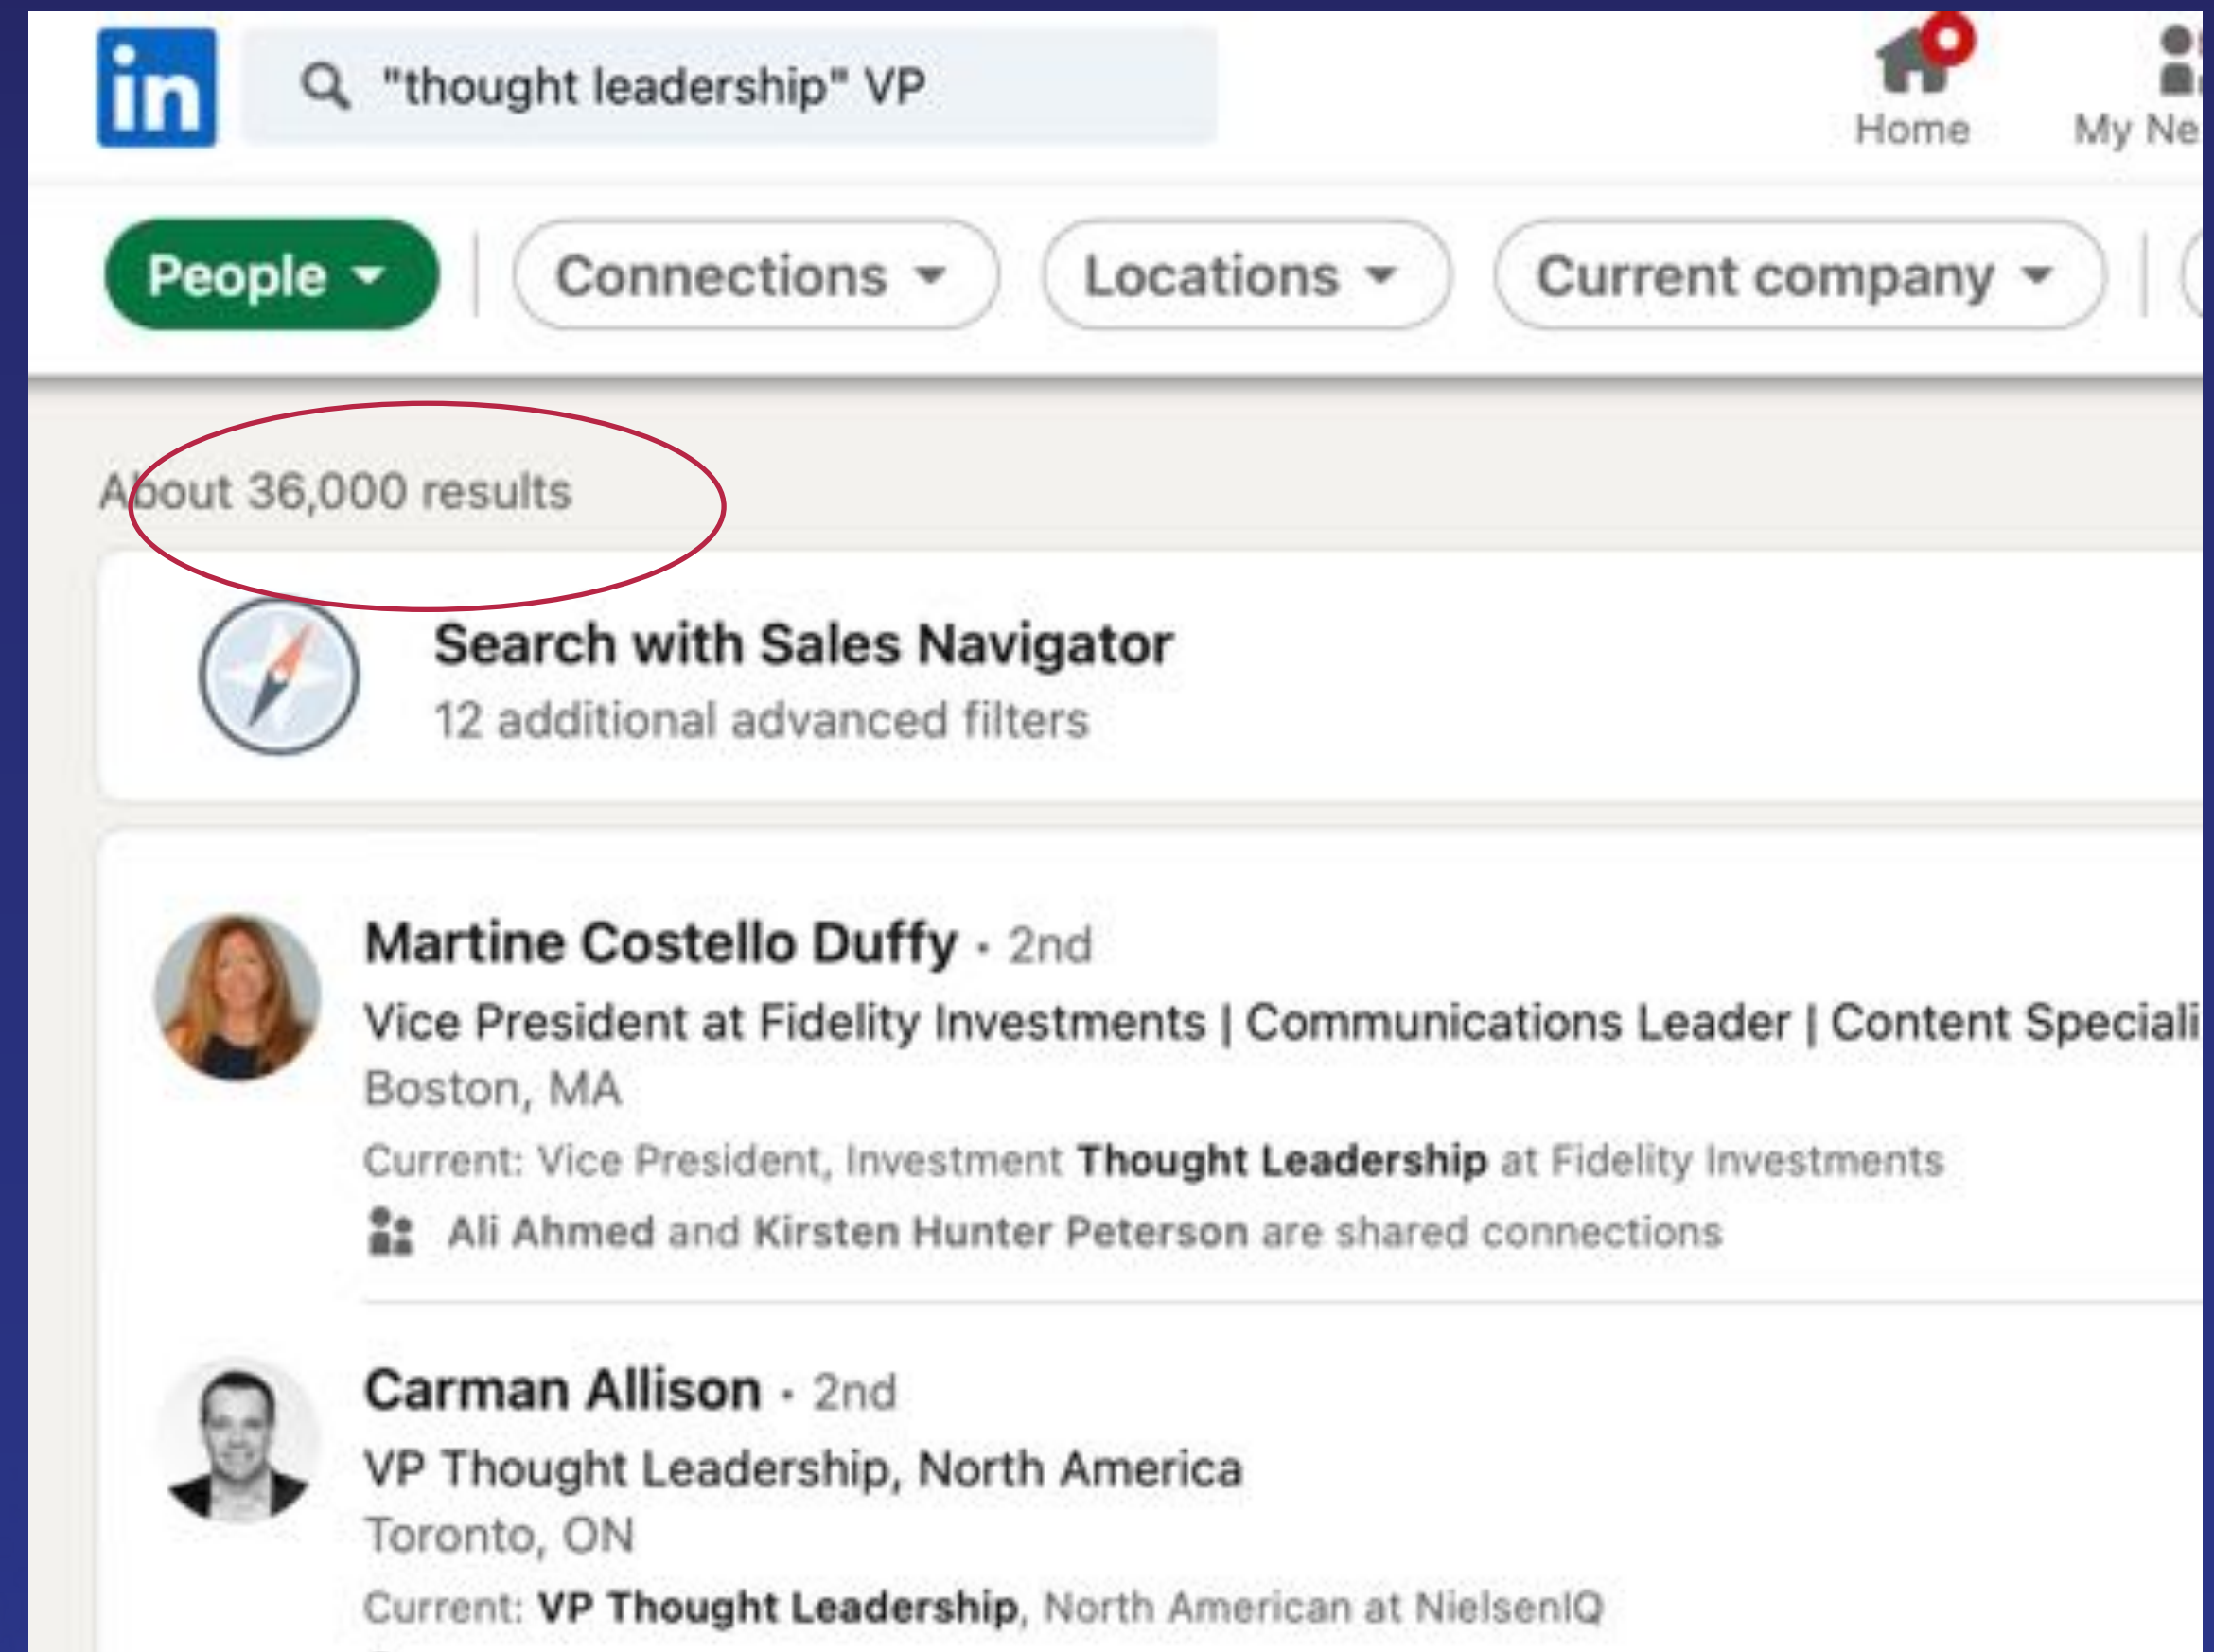 in
"thought leadership" VP
Home
My Ne
People
Connections
Locations
Current company
About 36,000 results
Search with Sales Navigator
12 additional advanced filters
Martine Costello Duffy · 2nd
Vice President at Fidelity Investments | Communications Leader | Content Speciali
Boston, MA
Current: Vice President, Investment Thought Leadership at Fidelity Investments
Ali Ahmed and Kirsten Hunter Peterson are shared connections
Carman Allison · 2nd
VP Thought Leadership, North America
Toronto, ON
Current: VP Thought Leadership, North American at NielsenIQ